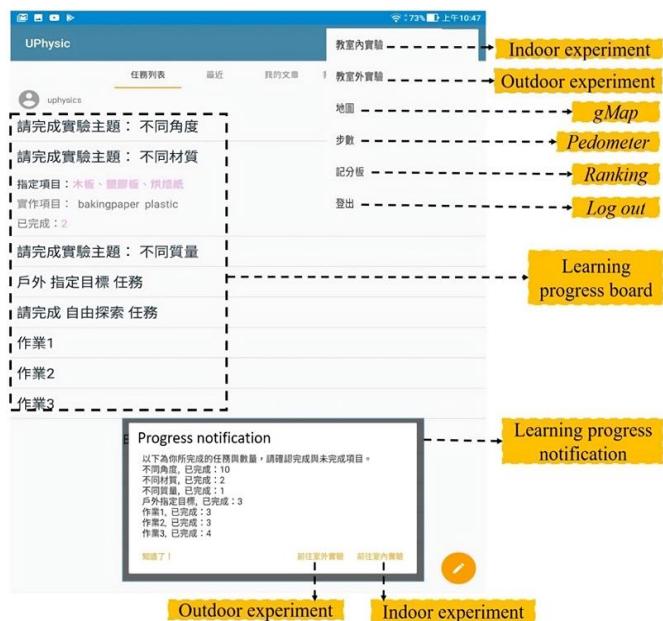 73% 上午10:47
UPhysic
教室內實驗
Indoor experiment
任務列表 最近 我的文章
教室外實驗
Outdoor experiment
uphysics
地圖
gMap
請完成實驗主題： 不同角度
步數
Pedometer
請完成實驗主題： 不同材質
記分板
Ranking
指定項目：木板、塑膠板、烘焙紙
實作項目： bakingpaper plastic
登出
Log out
已完成：2
請完成實驗主題： 不同質量
戶外 指定目標 任務
Learning
progress board
請完成 自由探索 任務
作業1
作業2
作業3
Progress notification
Learning progress
notification
以下為你所完成的任務與數量，請確認完成與未完成項目。
不同角度, 已完成：10
不同材質, 已完成：2
不同質量, 已完成：1
戶外指定目標, 已完成：3
作業1, 已完成：3
作業2, 已完成：3
作業3, 已完成：4
知道了！ 前往室外實驗 前往室內實驗
Outdoor experiment
Indoor experiment